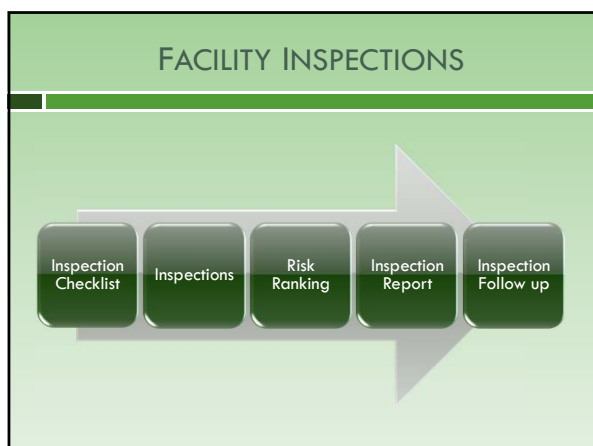 FACILITY INSPECTIONS
Inspection
Checklist
Inspections
Risk
Ranking
Inspection
Report
Inspection
Follow up